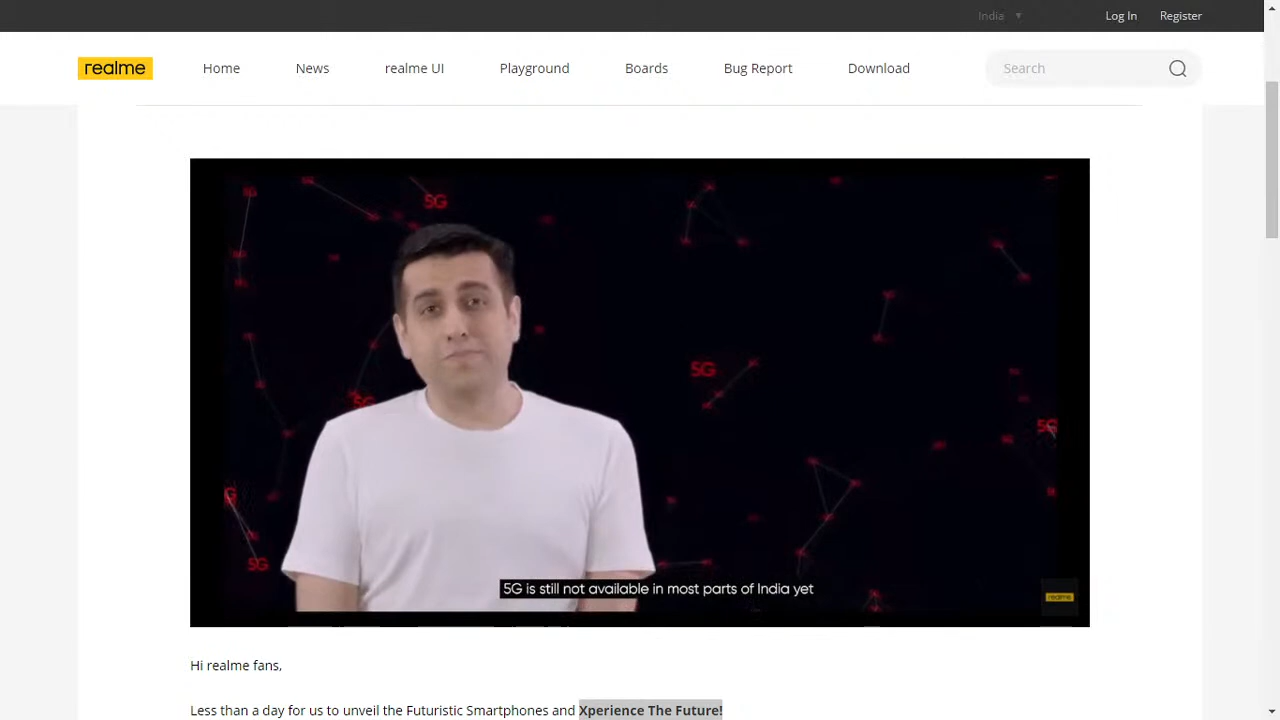 India ▼ Log In Register
realme Home News realme UI Playground Boards Bug Report Download Search
5G
5G
5G
5G
G
5G
5G is still not available in most parts of India yet
realme
Hi realme fans,
Less than a day for us to unveil the Futuristic Smartphones and Xperience The Future!